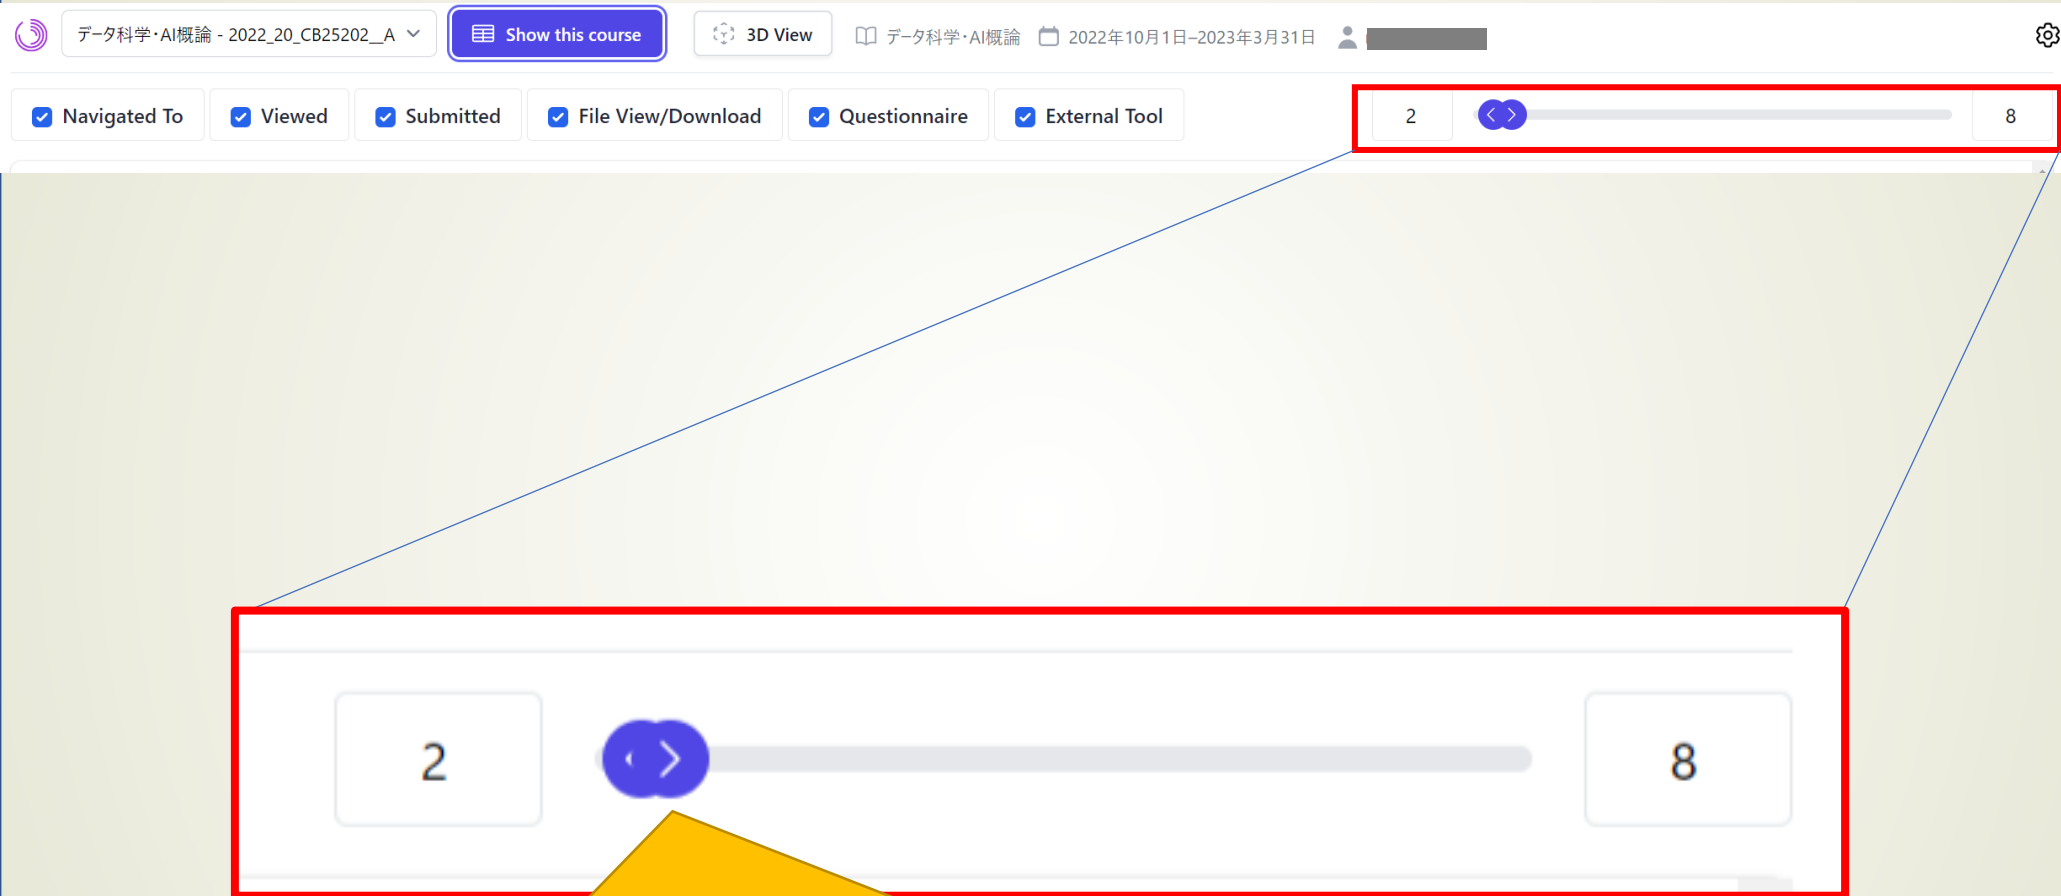 データ科学・AI概論 - 2022_20_CB25202__A Show this course 3D View データ科学・AI概論 2022年10月1日–2023年3月31日
Navigated To Viewed Submitted File View/Download Questionnaire External Tool 2 8
2 8